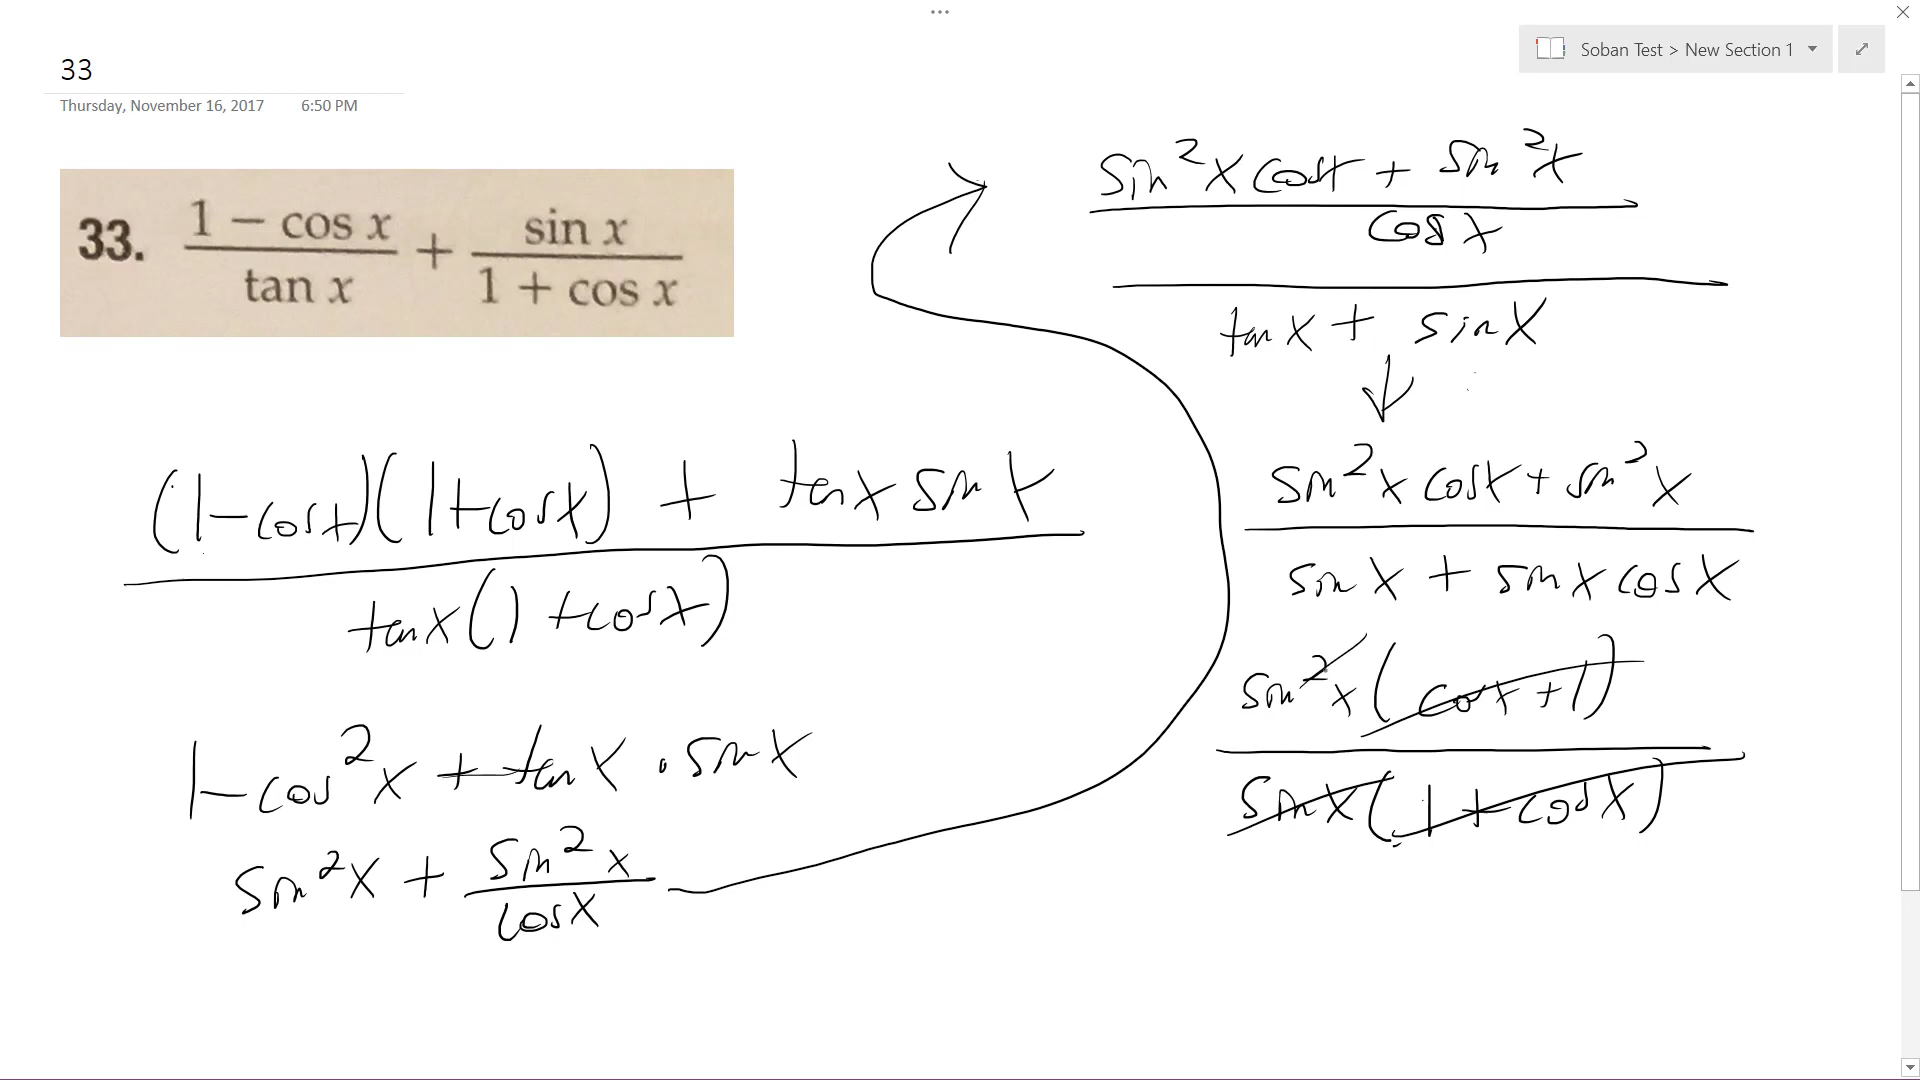 Soban Test > New Section 1
33
Thursday, November 16, 2017 6:50 PM
33. (1 − cos x)/(tan x) + (sin x)/(1 + cos x)
(1-cosx)(1+cosx) + tanx sinx
tanx(1+cosx)
1-cos²x + tanx · sinx
sin²x + sin²x/cosx
sin²x cosx + sin²x
cosx
tanx + sinx
sin²x cosx + sin²x
sinx + sinx cosx
sin²x(cosx+1)
sinx(1+cosx)